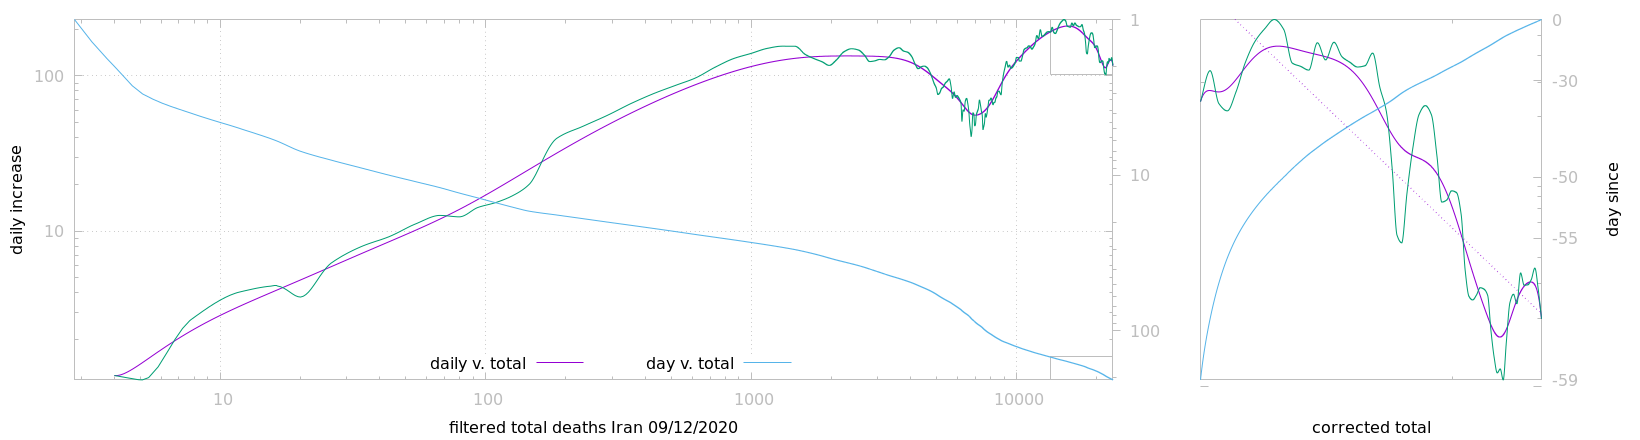 daily increase
100
10
daily v. total
day v. total
1
10
100
10
100
1000
10000
filtered total deaths Iran 09/12/2020
0
-30
-50
-55
-59
day since
corrected total